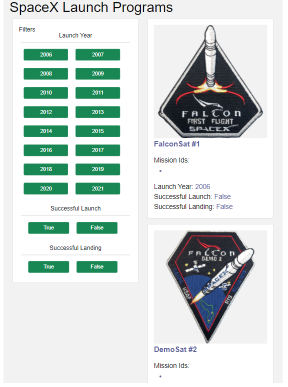 SpaceX Launch Programs
Filters
Launch Year
2006 2007
2008 2009
2010 2011
2012 2013
2014 2015
2016 2017
2018 2019
2020 2021
Successful Launch
True False
Successful Landing
True False
FALCON
FIRST FLIGHT
SPACEX
FalconSat #1
Mission Ids:
Launch Year: 2006
Successful Launch: False
Successful Landing: False
FALCON
DEMO 2
DemoSat #2
Mission Ids: